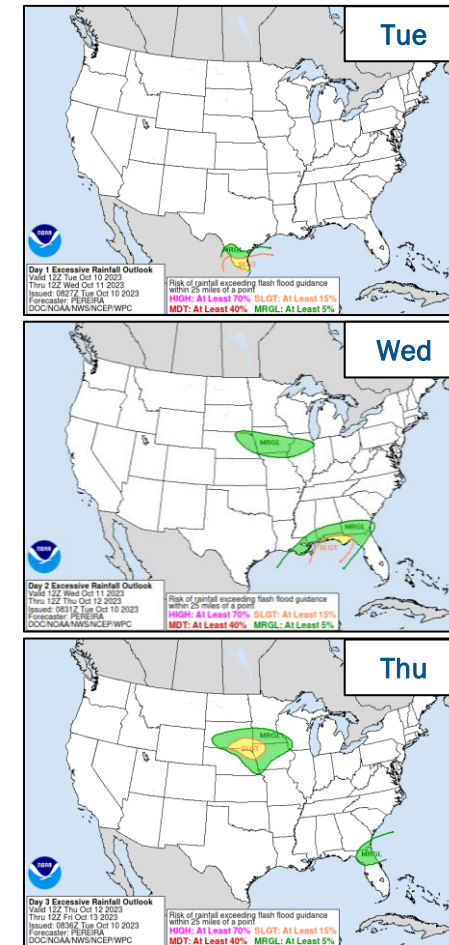 Tue
MRGL
SLGT
NOAA
Day 1 Excessive Rainfall Outlook
Valid 12Z Tue Oct 10 2023
Thru 12Z Wed Oct 11 2023
Issued: 0827Z Tue Oct 10 2023
Forecaster: PEREIRA
DOC/NOAA/NWS/NCEP/WPC
Risk of rainfall exceeding flash flood guidance
within 25 miles of a point
HIGH: At Least 70% SLGT: At Least 15%
MDT: At Least 40% MRGL: At Least 5%
Wed
MRGL
MRGL
SLGT
NOAA
Day 2 Excessive Rainfall Outlook
Valid 12Z Wed Oct 11 2023
Thru 12Z Thu Oct 12 2023
Issued: 0831Z Tue Oct 10 2023
Forecaster: PEREIRA
DOC/NOAA/NWS/NCEP/WPC
Risk of rainfall exceeding flash flood guidance
within 25 miles of a point
HIGH: At Least 70% SLGT: At Least 15%
MDT: At Least 40% MRGL: At Least 5%
Thu
MRGL
SLGT
MRGL
NOAA
Day 3 Excessive Rainfall Outlook
Valid 12Z Thu Oct 12 2023
Thru 12Z Fri Oct 13 2023
Issued: 0836Z Tue Oct 10 2023
Forecaster: PEREIRA
DOC/NOAA/NWS/NCEP/WPC
Risk of rainfall exceeding flash flood guidance
within 25 miles of a point
HIGH: At Least 70% SLGT: At Least 15%
MDT: At Least 40% MRGL: At Least 5%